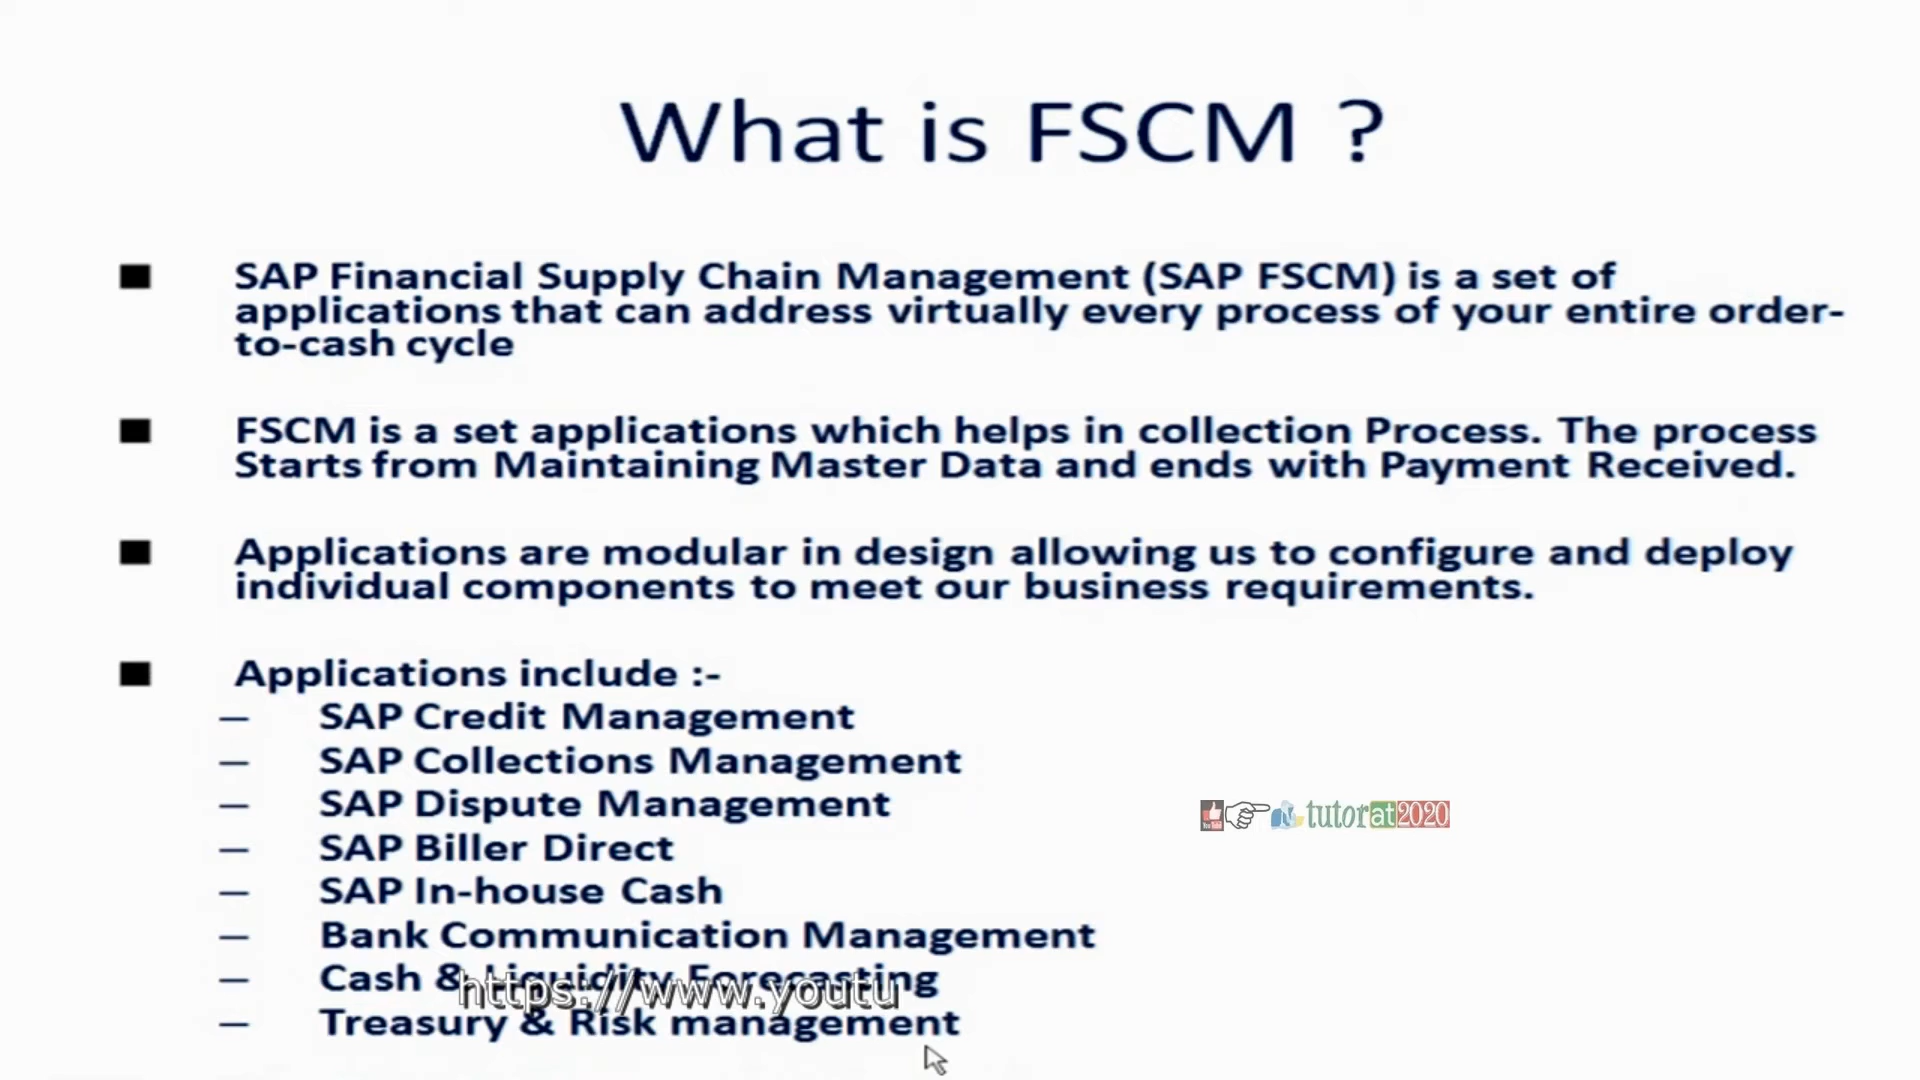 What is FSCM ?
■ SAP Financial Supply Chain Management (SAP FSCM) is a set of
applications that can address virtually every process of your entire order-
to-cash cycle
■ FSCM is a set applications which helps in collection Process. The process
Starts from Maintaining Master Data and ends with Payment Received.
■ Applications are modular in design allowing us to configure and deploy
individual components to meet our business requirements.
■ Applications include :-
– SAP Credit Management
– SAP Collections Management
– SAP Dispute Management
tutorat2020
– SAP Biller Direct
– SAP In-house Cash
– Bank Communication Management
– Cash & Liquidity Forecasting
https://www.youtu
– Treasury & Risk management